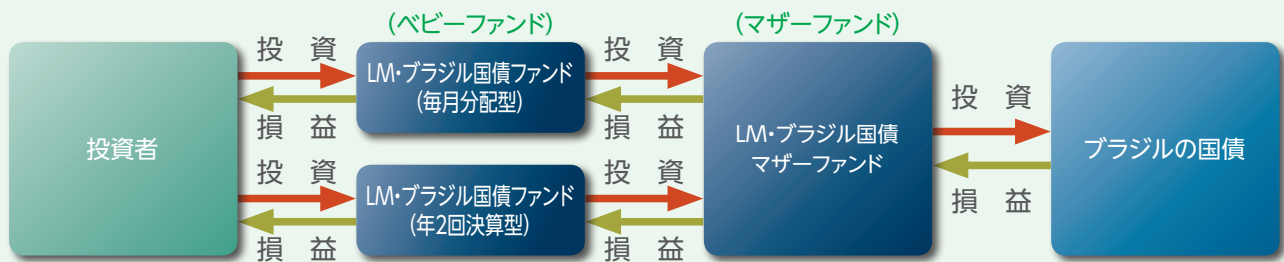 (ベビーファンド)
(マザーファンド)
投資者
投 資
損 益
投 資
損 益
LM・ブラジル国債ファンド
(毎月分配型)
LM・ブラジル国債ファンド
(年2回決算型)
投 資
損 益
投 資
損 益
LM・ブラジル国債
マザーファンド
投 資
損 益
ブラジルの国債